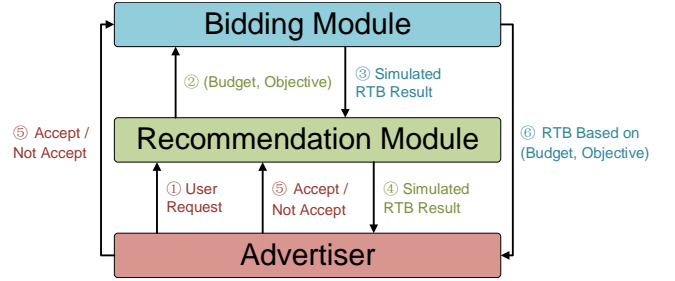 Bidding Module
② (Budget, Objective)
③ Simulated
RTB Result
⑤ Accept /
Not Accept
Recommendation Module
⑥ RTB Based on
(Budget, Objective)
① User
Request
⑤ Accept /
Not Accept
④ Simulated
RTB Result
Advertiser